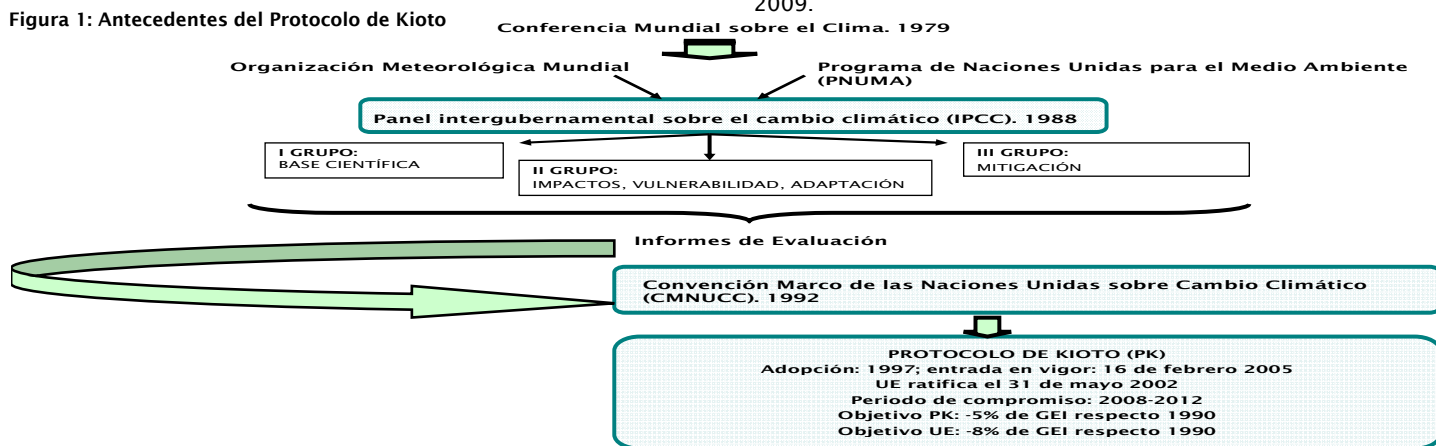 2009.
Figura 1: Antecedentes del Protocolo de Kioto
Conferencia Mundial sobre el Clima. 1979
Organización Meteorológica Mundial
Programa de Naciones Unidas para el Medio Ambiente
(PNUMA)
Panel intergubernamental sobre el cambio climático (IPCC). 1988
I GRUPO:
BASE CIENTÍFICA
II GRUPO:
IMPACTOS, VULNERABILIDAD, ADAPTACIÓN
III GRUPO:
MITIGACIÓN
Informes de Evaluación
Convención Marco de las Naciones Unidas sobre Cambio Climático
(CMNUCC). 1992
PROTOCOLO DE KIOTO (PK)
Adopción: 1997; entrada en vigor: 16 de febrero 2005
UE ratifica el 31 de mayo 2002
Periodo de compromiso: 2008-2012
Objetivo PK: -5% de GEI respecto 1990
Objetivo UE: -8% de GEI respecto 1990